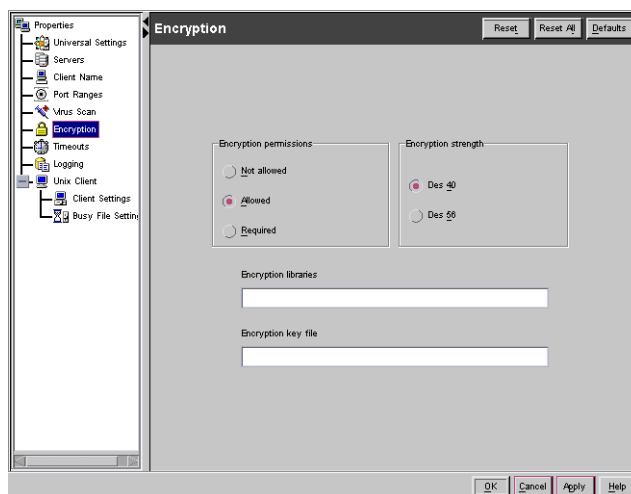 Properties
Universal Settings
Servers
Client Name
Port Ranges
Virus Scan
Encryption
Timeouts
Logging
Unix Client
Client Settings
Busy File Settin
Encryption
Reset
Reset All
Defaults
Encryption permissions
Not allowed
Allowed
Required
Encryption strength
Des 40
Des 56
Encryption libraries
Encryption key file
OK
Cancel
Apply
Help